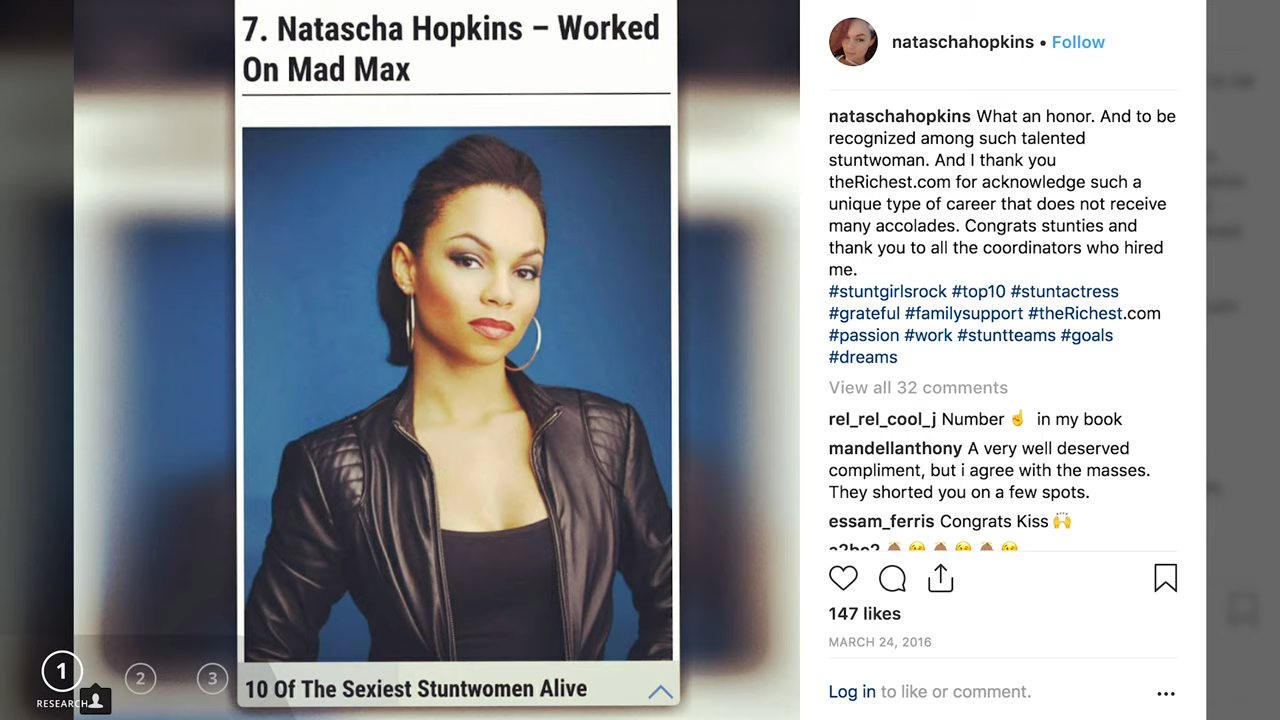 7. Natascha Hopkins – Worked
On Mad Max
10 Of The Sexiest Stuntwomen Alive
1
2
3
RESEARCH
nataschahopkins • Follow
nataschahopkins What an honor. And to be
recognized among such talented
stuntwoman. And I thank you
theRichest.com for acknowledge such a
unique type of career that does not receive
many accolades. Congrats stunties and
thank you to all the coordinators who hired
me.
#stuntgirlsrock #top10 #stuntactress
#grateful #familysupport #theRichest.com
#passion #work #stuntteams #goals
#dreams
View all 32 comments
rel_rel_cool_j Number ☝ in my book
mandellanthony A very well deserved
compliment, but i agree with the masses.
They shorted you on a few spots.
essam_ferris Congrats Kiss 🙌
147 likes
MARCH 24, 2016
Log in to like or comment.